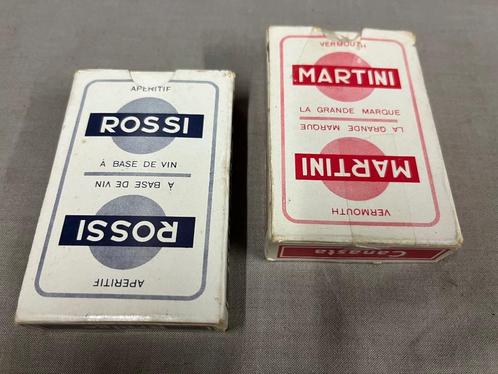 APERITIF
ROSSI
À BASE DE VIN
À BASE DE VIN
ROSSI
APERITIF
VERMOUTH
MARTINI
LA GRANDE MARQUE
LA GRANDE MARQUE
MARTINI
VERMOUTH
Canasta